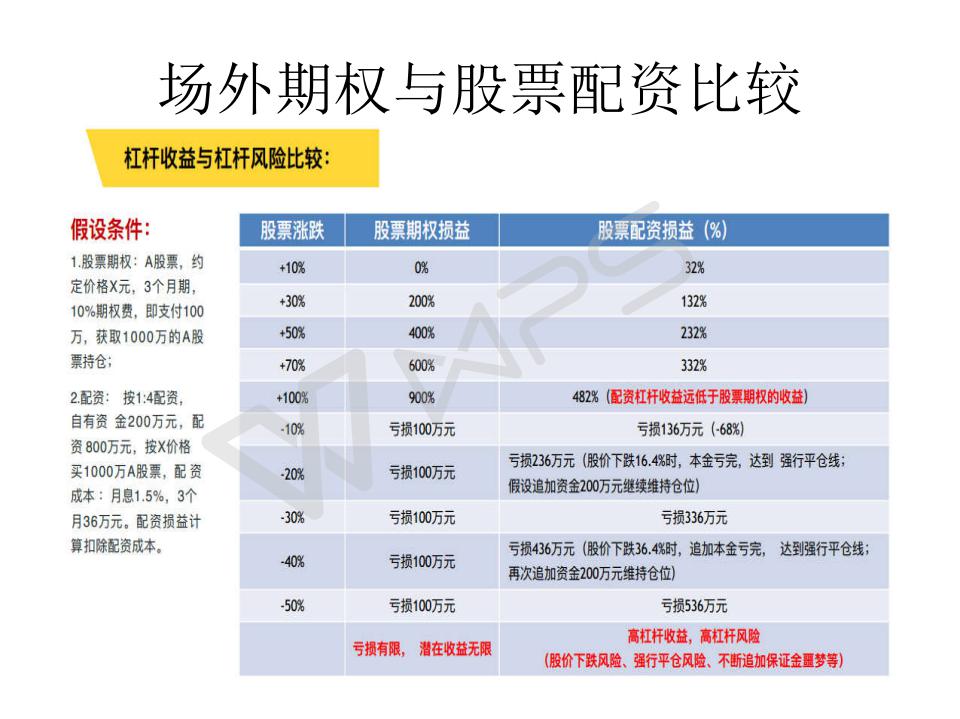 场外期权与股票配资比较
杠杆收益与杠杆风险比较：
假设条件：
1.股票期权：A股票，约
定价格X元，3个月期，
10%期权费，即支付100
万，获取1000万的A股
票持仓；
2.配资： 按1:4配资，
自有资 金200万元，配
资 800万元，按X价格
买1000万A股票，配 资
成本 ：月息1.5%，3个
月36万元。配资损益计
算扣除配资成本。
股票涨跌 股票期权损益 股票配资损益（%）
+10% 0% 32%
+30% 200% 132%
+50% 400% 232%
+70% 600% 332%
+100% 900% 482%（配资杠杆收益远低于股票期权的收益）
-10% 亏损100万元 亏损136万元（-68%）
-20% 亏损100万元 亏损236万元（股价下跌16.4%时，本金亏完，达到 强行平仓线；
假设追加资金200万元继续维持仓位）
-30% 亏损100万元 亏损336万元
-40% 亏损100万元 亏损436万元（股价下跌36.4%时，追加本金亏完， 达到强行平仓线；
再次追加资金200万元维持仓位）
-50% 亏损100万元 亏损536万元
亏损有限， 潜在收益无限 高杠杆收益，高杠杆风险
（股价下跌风险、强行平仓风险、不断追加保证金噩梦等）
WPS